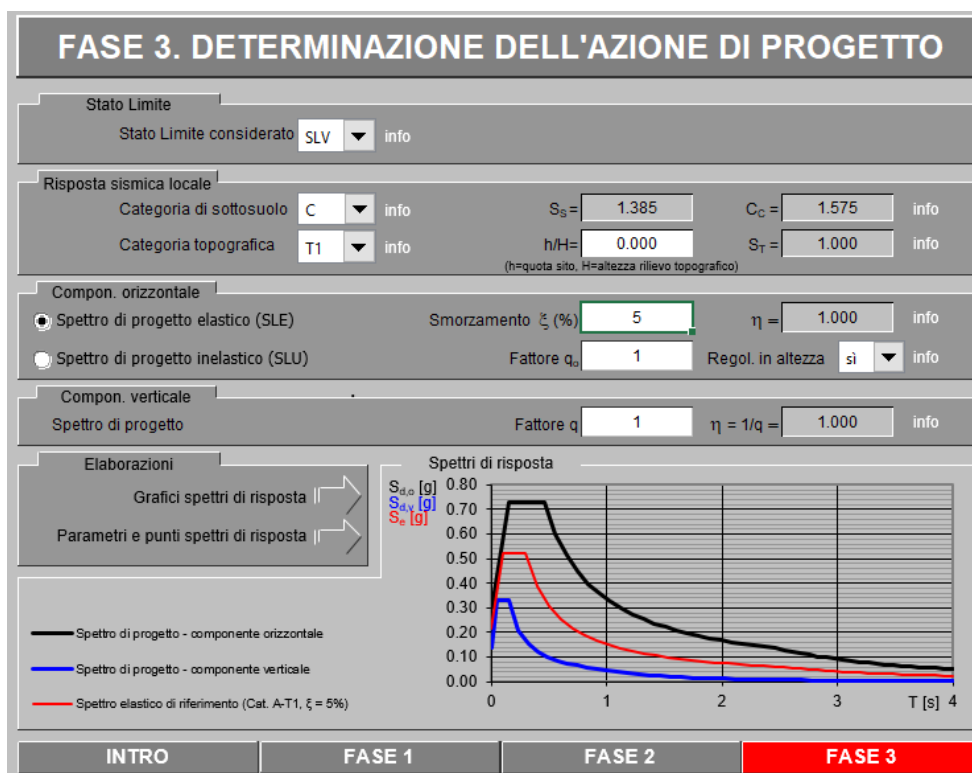 FASE 3. DETERMINAZIONE DELL'AZIONE DI PROGETTO
Stato Limite
Stato Limite considerato SLV info
Risposta sismica locale
Categoria di sottosuolo C info S_S = 1.385 C_C = 1.575 info
Categoria topografica T1 info h/H= 0.000 S_T = 1.000 info
(h=quota sito, H=altezza rilievo topografico)
Compon. orizzontale
Spettro di progetto elastico (SLE) Smorzamento ξ (%) 5 η = 1.000 info
Spettro di progetto inelastico (SLU) Fattore q_o 1 Regol. in altezza sì info
Compon. verticale
Spettro di progetto Fattore q 1 η = 1/q = 1.000 info
Elaborazioni
Grafici spettri di risposta
Parametri e punti spettri di risposta
Spettri di risposta
S_d,o [g]
S_d,v [g]
S_e [g]
0.80
0.70
0.60
0.50
0.40
0.30
0.20
0.10
0.00
0 1 2 3 T [s] 4
Spettro di progetto - componente orizzontale
Spettro di progetto - componente verticale
Spettro elastico di riferimento (Cat. A-T1, ξ = 5%)
INTRO FASE 1 FASE 2 FASE 3